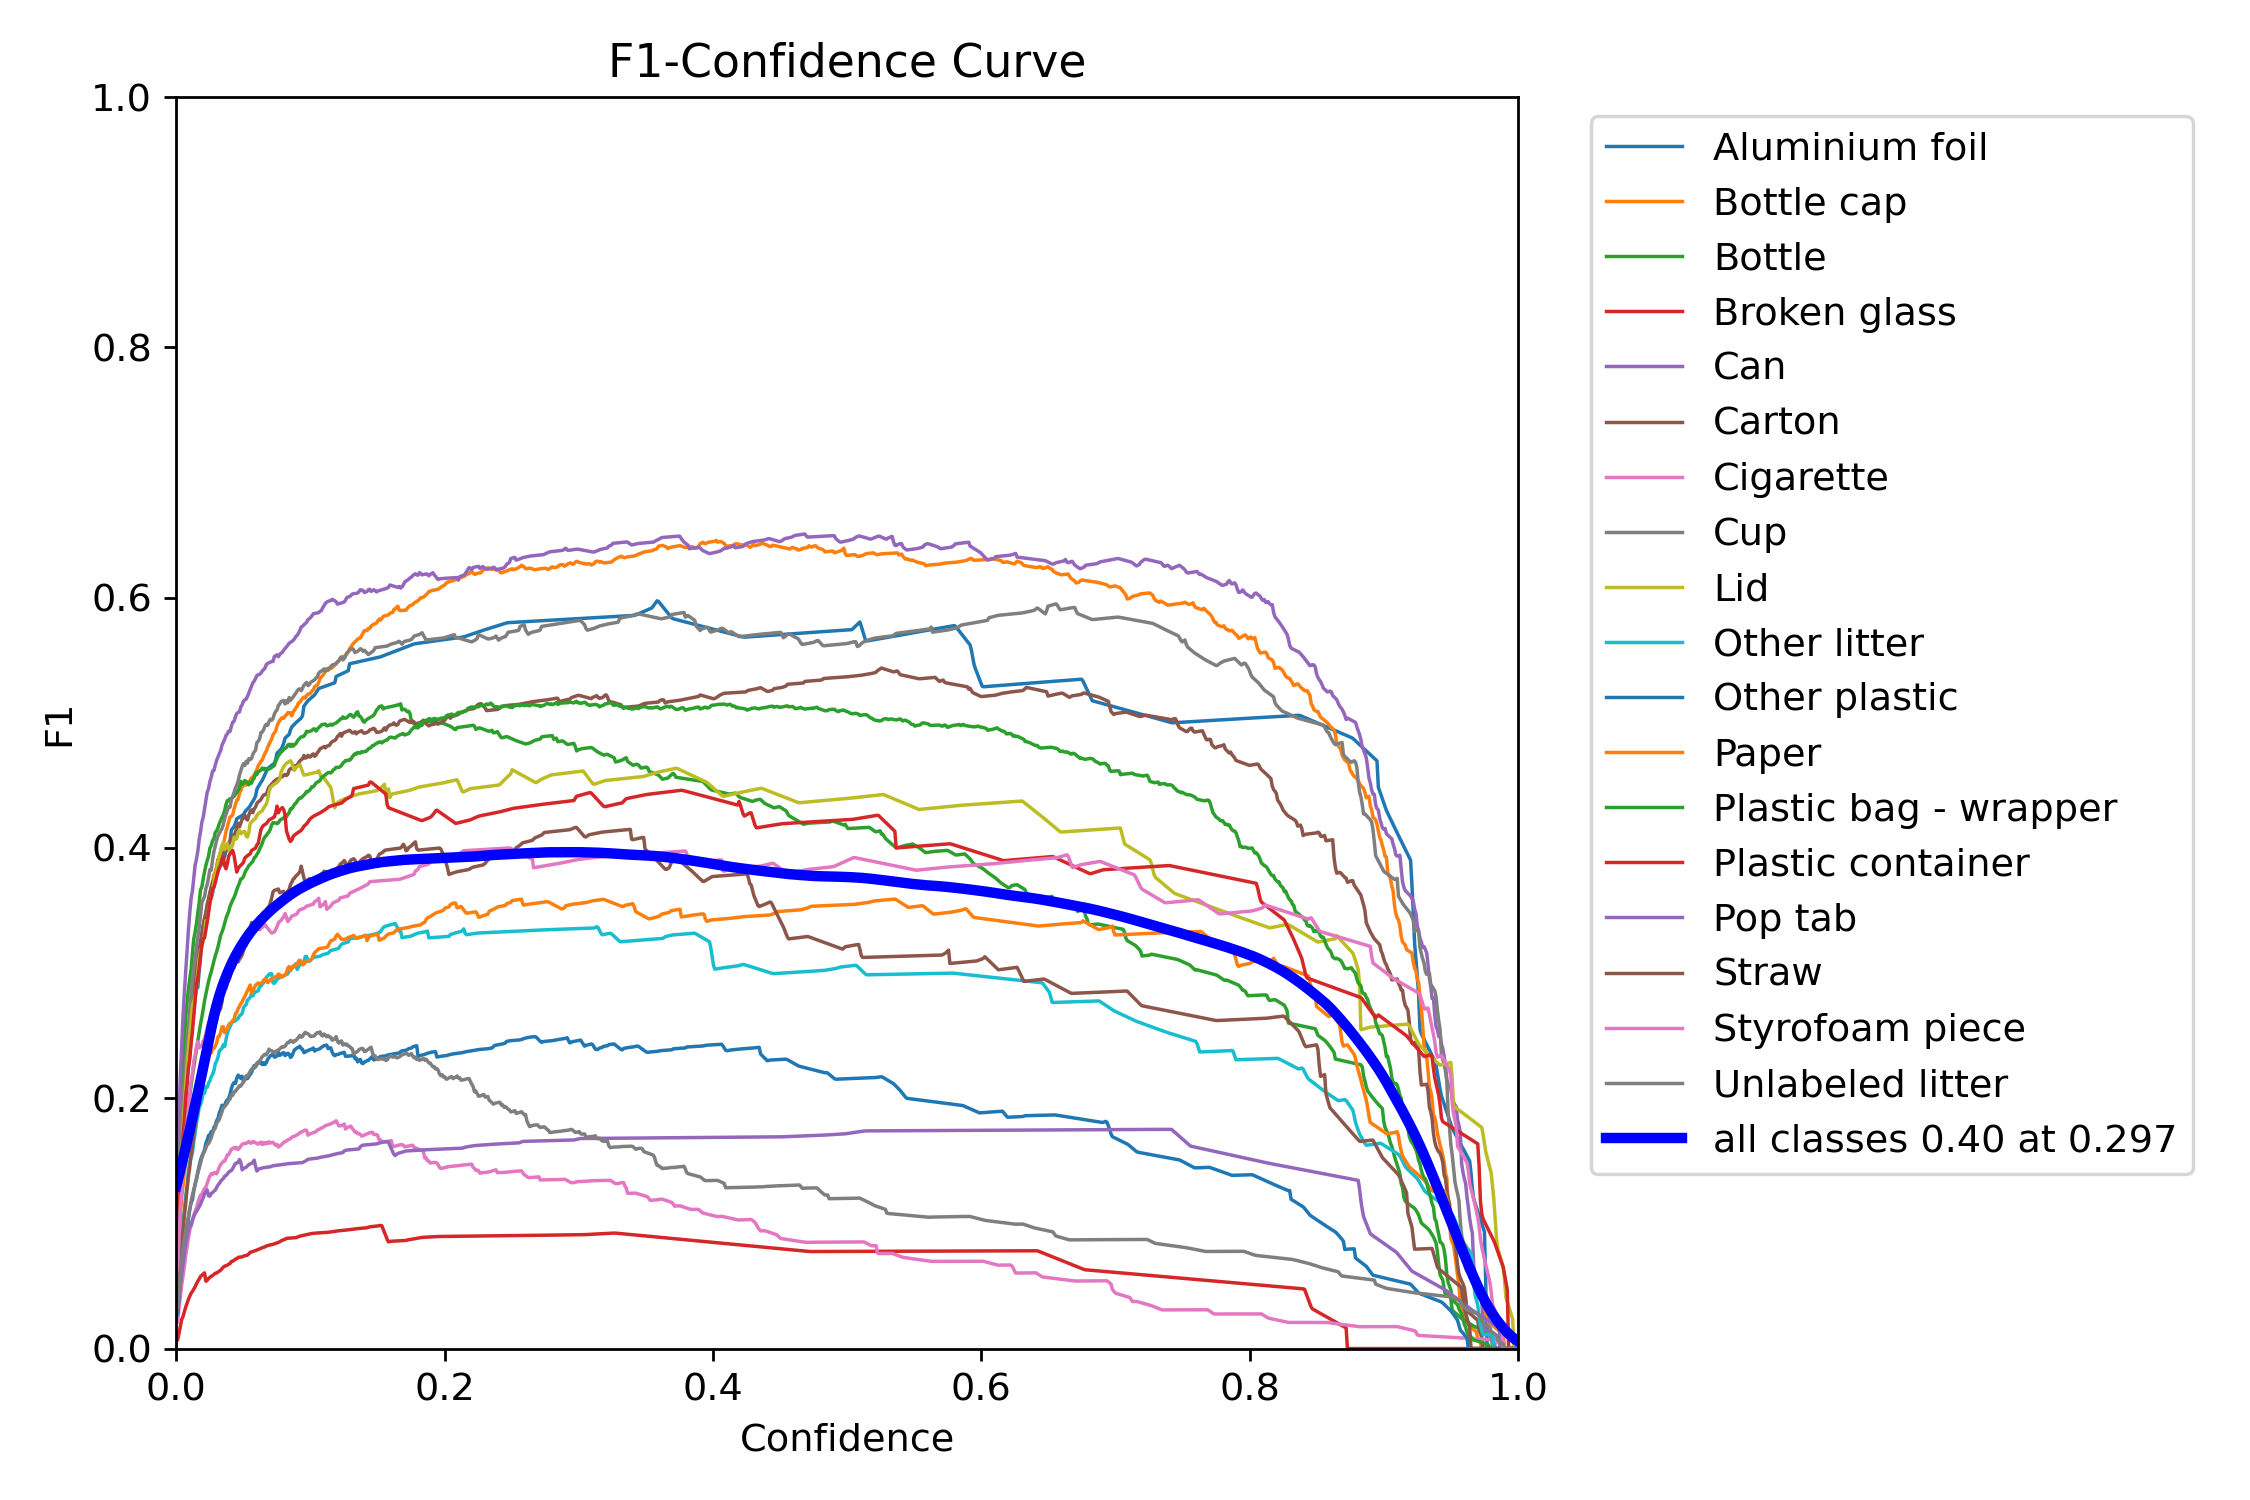 F1-Confidence Curve
1.0
0.8
0.6
0.4
0.2
0.0
F1
0.0 0.2 0.4 0.6 0.8 1.0
Confidence
Aluminium foil
Bottle cap
Bottle
Broken glass
Can
Carton
Cigarette
Cup
Lid
Other litter
Other plastic
Paper
Plastic bag - wrapper
Plastic container
Pop tab
Straw
Styrofoam piece
Unlabeled litter
all classes 0.40 at 0.297